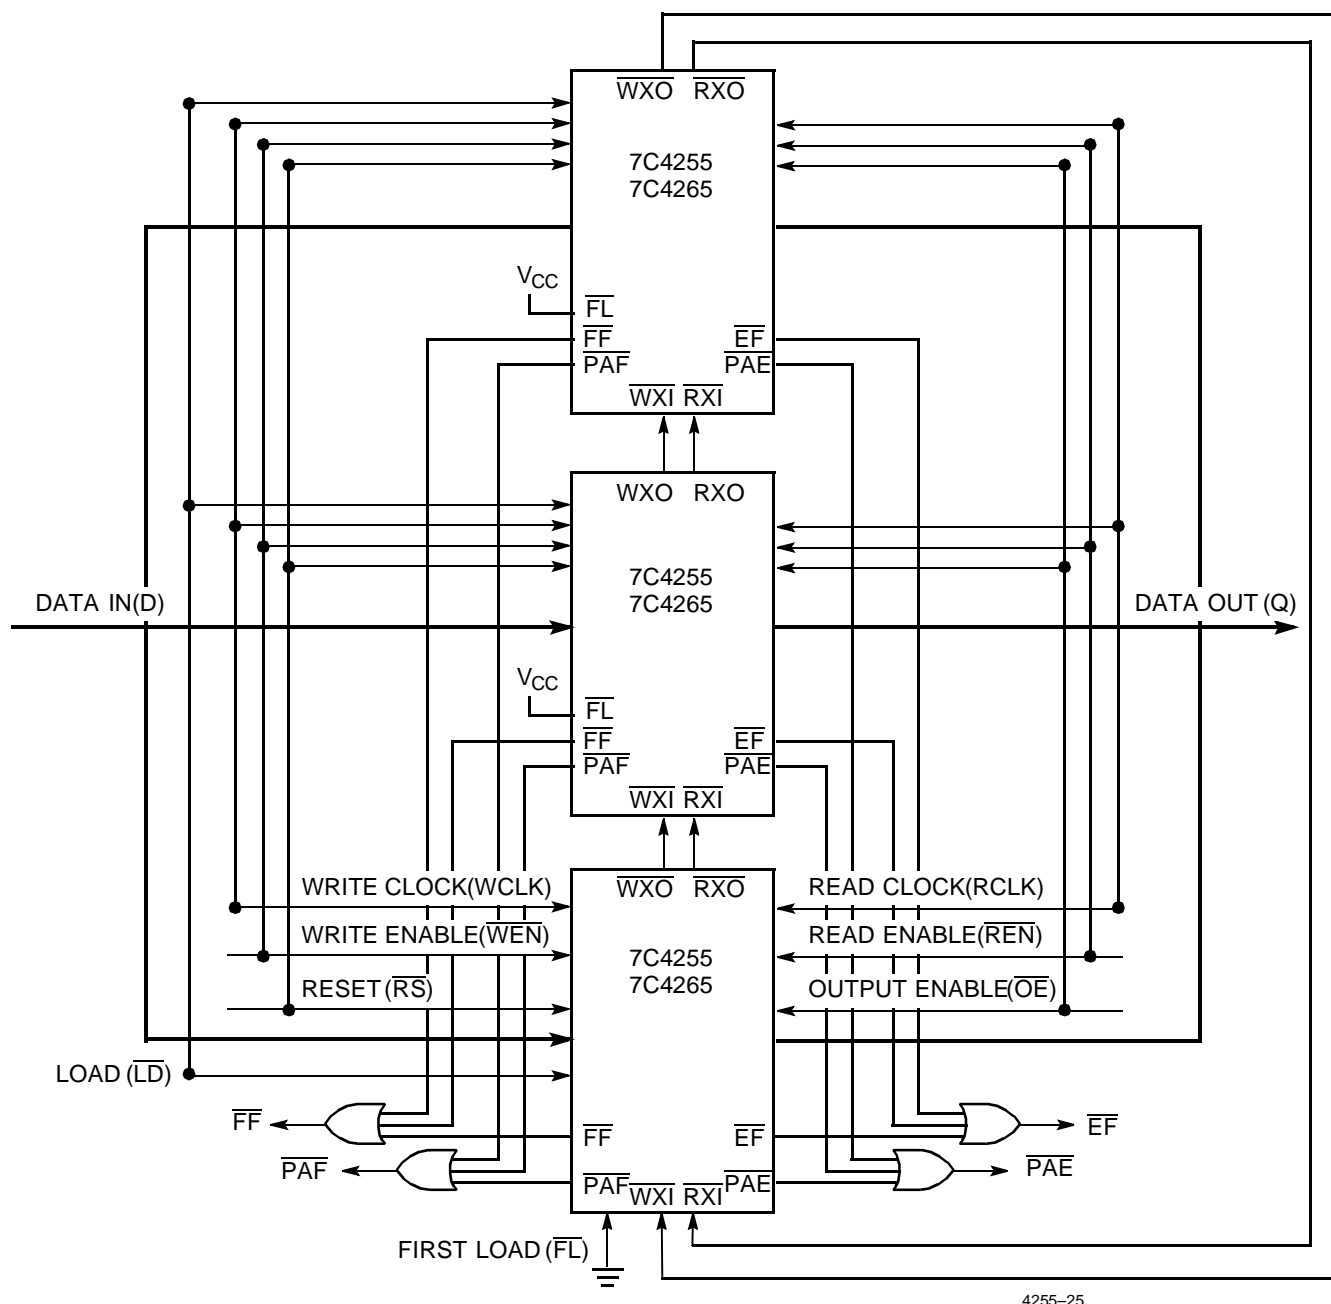 WXO RXO
7C4255
7C4265
VCC
FL
FF EF
PAF PAE
WXI RXI
WXO RXO
7C4255
7C4265
DATA IN(D) DATA OUT(Q)
VCC
FL
FF EF
PAF PAE
WXI RXI
WRITE CLOCK(WCLK) WXO RXO READ CLOCK(RCLK)
WRITE ENABLE(WEN) READ ENABLE(REN)
7C4255
7C4265
RESET(RS) OUTPUT ENABLE(OE)
LOAD(LD)
FF FF EF EF
PAF PAF WXI RXI PAE PAE
FIRST LOAD(FL)
4255–25